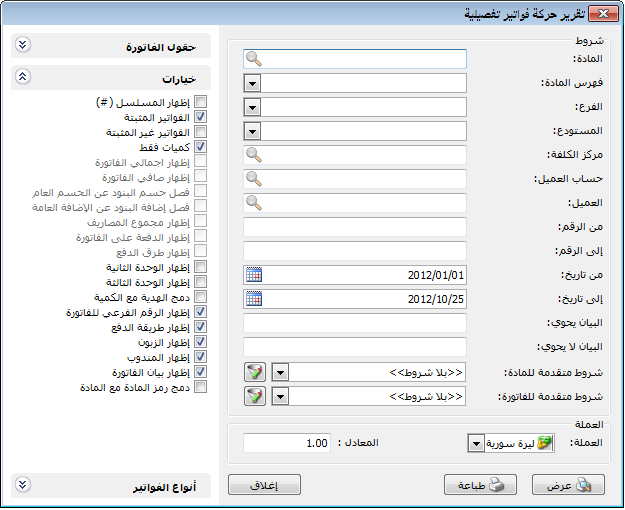 تقرير حركة فواتير تفصيلية
شروط
المادة:
فهرس المادة:
الفرع:
المستودع:
مركز الكلفة:
حساب العميل:
العميل:
من الرقم:
إلى الرقم:
من تاريخ: 2012/01/01
إلى تاريخ: 2012/10/25
البيان يحوي:
البيان لا يحوي:
شروط متقدمة للمادة: <<بلا شروط>>
شروط متقدمة للفاتورة: <<بلا شروط>>
العملة
العملة: ليرة سورية المعادل : 1.00
عرض طباعة إغلاق
حقول الفاتورة
خيارات
إظهار المسلسل (#)
الفواتير المثبتة
الفواتير غير المثبتة
كميات فقط
إظهار اجمالي الفاتورة
إظهار صافي الفاتورة
فصل حسم البنود عن الحسم العام
فصل إضافة البنود عن الإضافة العامة
إظهار مجموع المصاريف
إظهار الدفعة على الفاتورة
إظهار طرق الدفع
إظهار الوحدة الثانية
إظهار الوحدة الثالثة
دمج الهدية مع الكمية
إظهار الرقم الفرعي للفاتورة
إظهار طريقة الدفع
إظهار الزبون
إظهار المندوب
إظهار بيان الفاتورة
دمج رمز المادة مع المادة
أنواع الفواتير